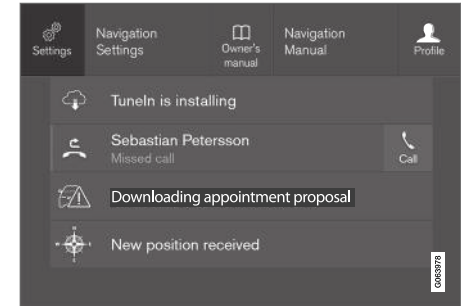 Settings
Navigation
Settings
Owner's
manual
Navigation
Manual
Profile
TuneIn is installing
Sebastian Petersson
Missed call
Call
Downloading appointment proposal
New position received
G063978